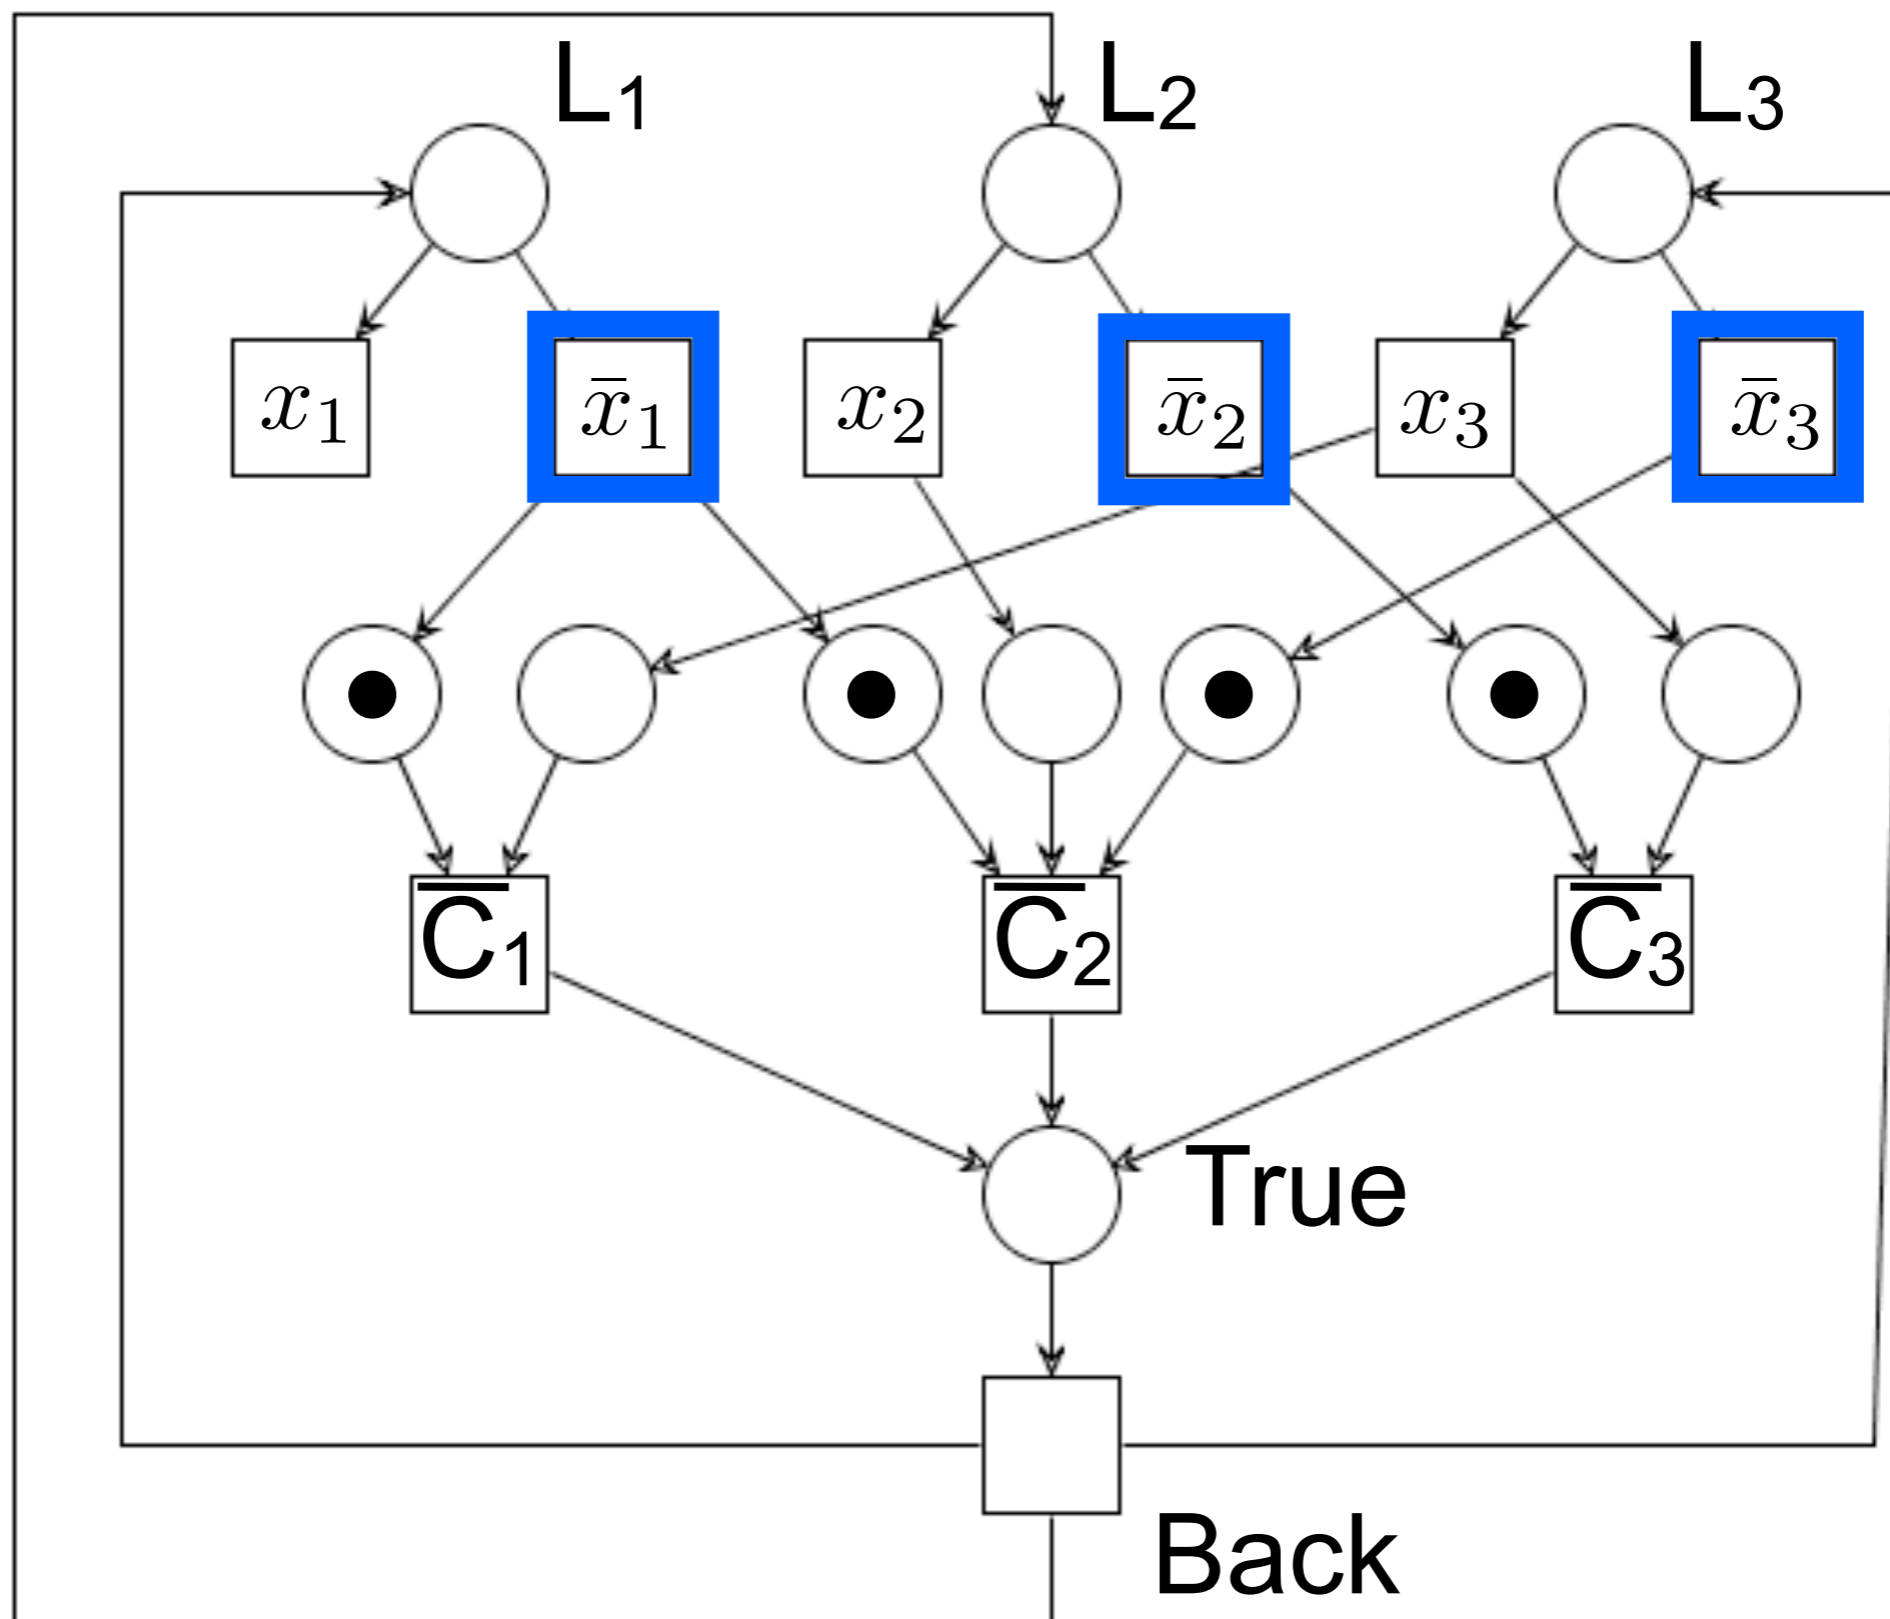 L₁ L₂ L₃
x₁ x̄₁ x₂ x̄₂ x₃ x̄₃
C̅₁ C̅₂ C̅₃
True
Back